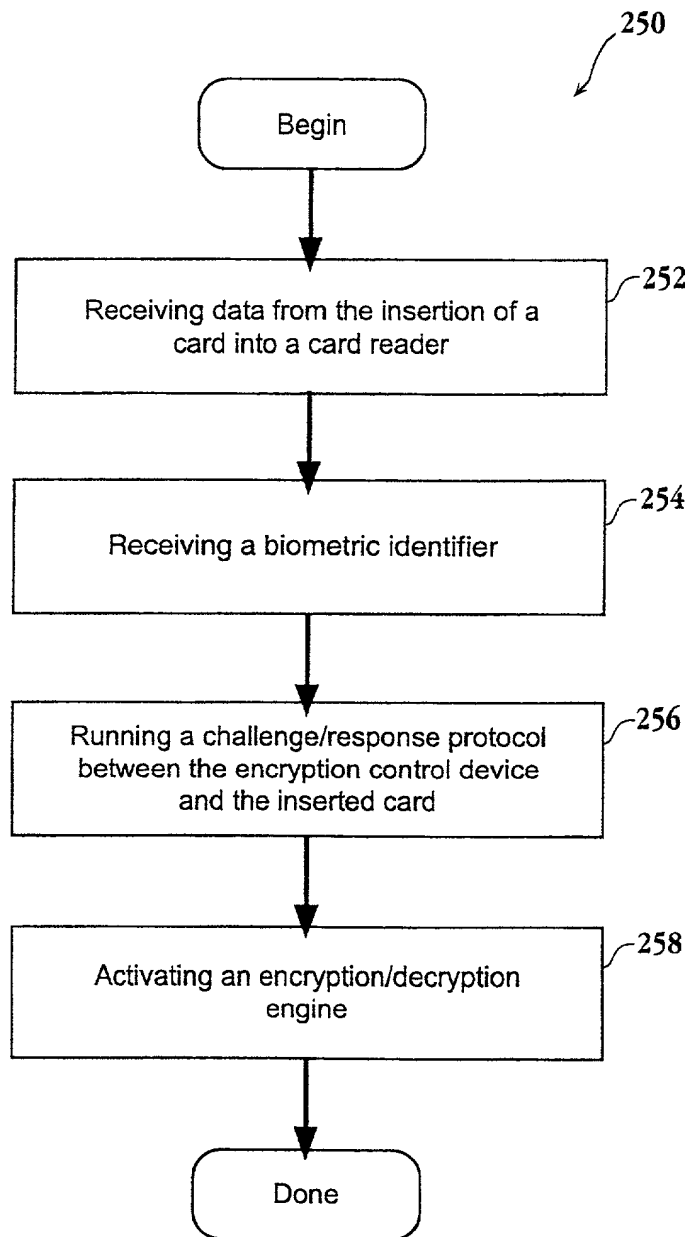 250
Begin
252
Receiving data from the insertion of a
card into a card reader
254
Receiving a biometric identifier
256
Running a challenge/response protocol
between the encryption control device
and the inserted card
258
Activating an encryption/decryption
engine
Done